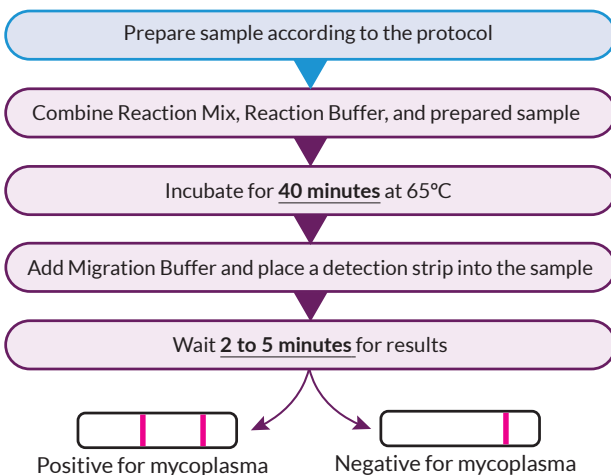 Prepare sample according to the protocol
Combine Reaction Mix, Reaction Buffer, and prepared sample
Incubate for 40 minutes at 65ºC
Add Migration Buffer and place a detection strip into the sample
Wait 2 to 5 minutes for results
Positive for mycoplasma
Negative for mycoplasma